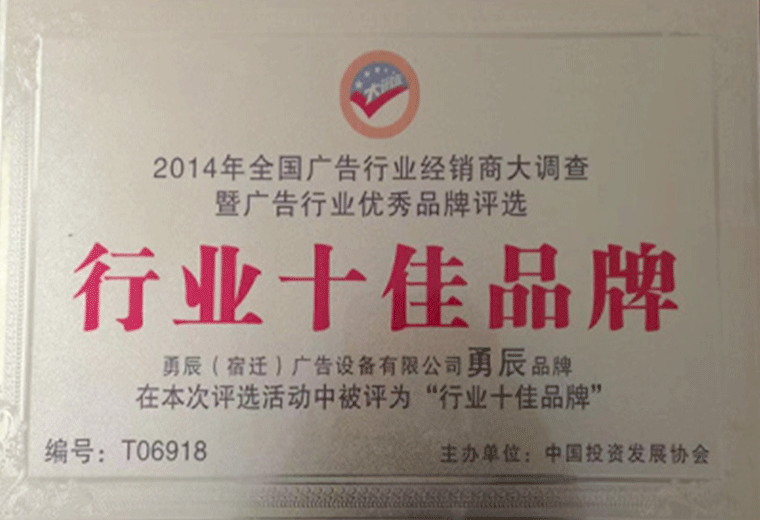 大调查
2014年全国广告行业经销商大调查
暨广告行业优秀品牌评选
行业十佳品牌
勇辰（宿迁）广告设备有限公司勇辰品牌
在本次评选活动中被评为“行业十佳品牌”
编号：T06918
主办单位：中国投资发展协会